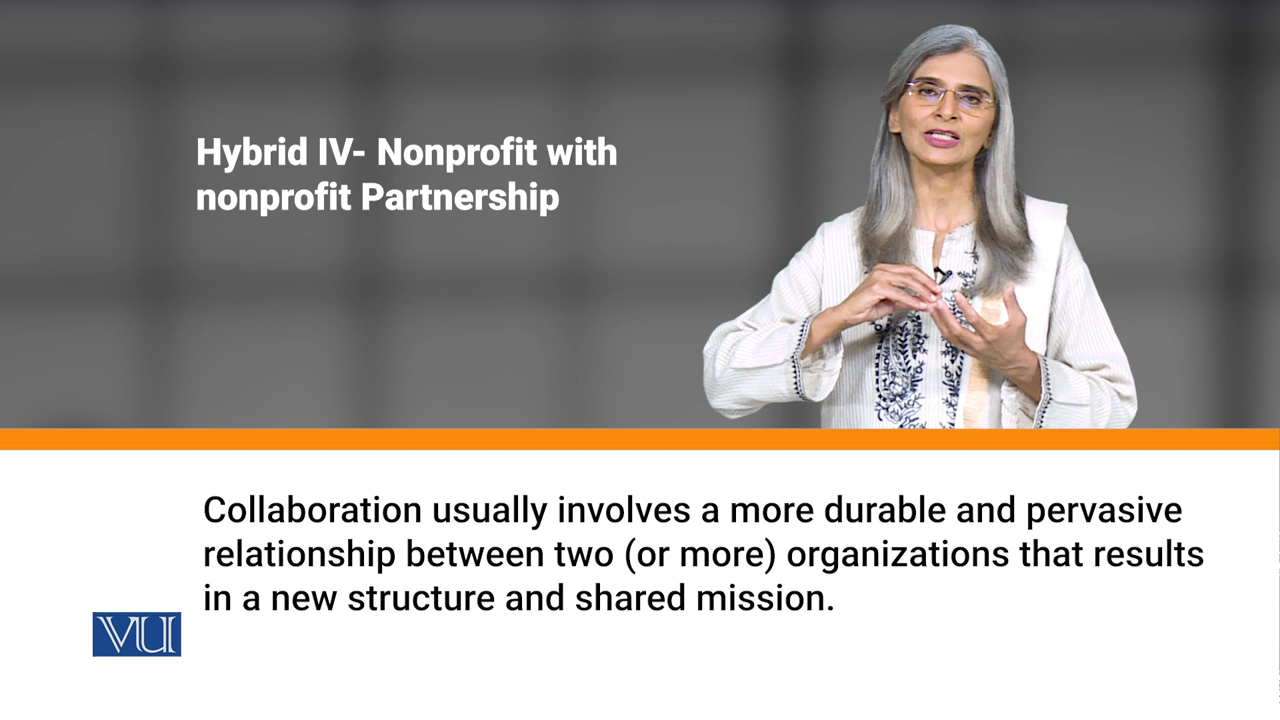 Hybrid IV- Nonprofit with
nonprofit Partnership
Collaboration usually involves a more durable and pervasive
relationship between two (or more) organizations that results
in a new structure and shared mission.
VU